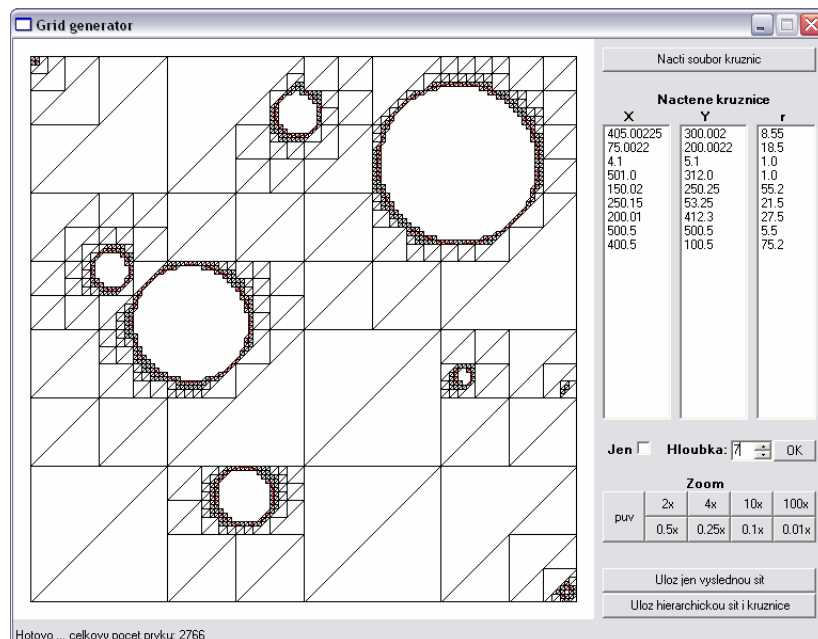 Grid generator
Nacti soubor kruznic
Nactene kruznice
X Y r
405.00225 300.002 8.55
75.0022 200.0022 18.5
4.1 5.1 1.0
501.0 312.0 1.0
150.02 250.25 55.2
250.15 53.25 21.5
200.01 412.3 27.5
500.5 500.5 5.5
400.5 100.5 75.2
Jen Hloubka: 7 OK
Zoom
puv 2x 4x 10x 100x
0.5x 0.25x 0.1x 0.01x
Uloz jen vyslednou sit
Uloz hierarchickou sit i kruznice
Hotovo ... celkovy pocet prvku: 2766